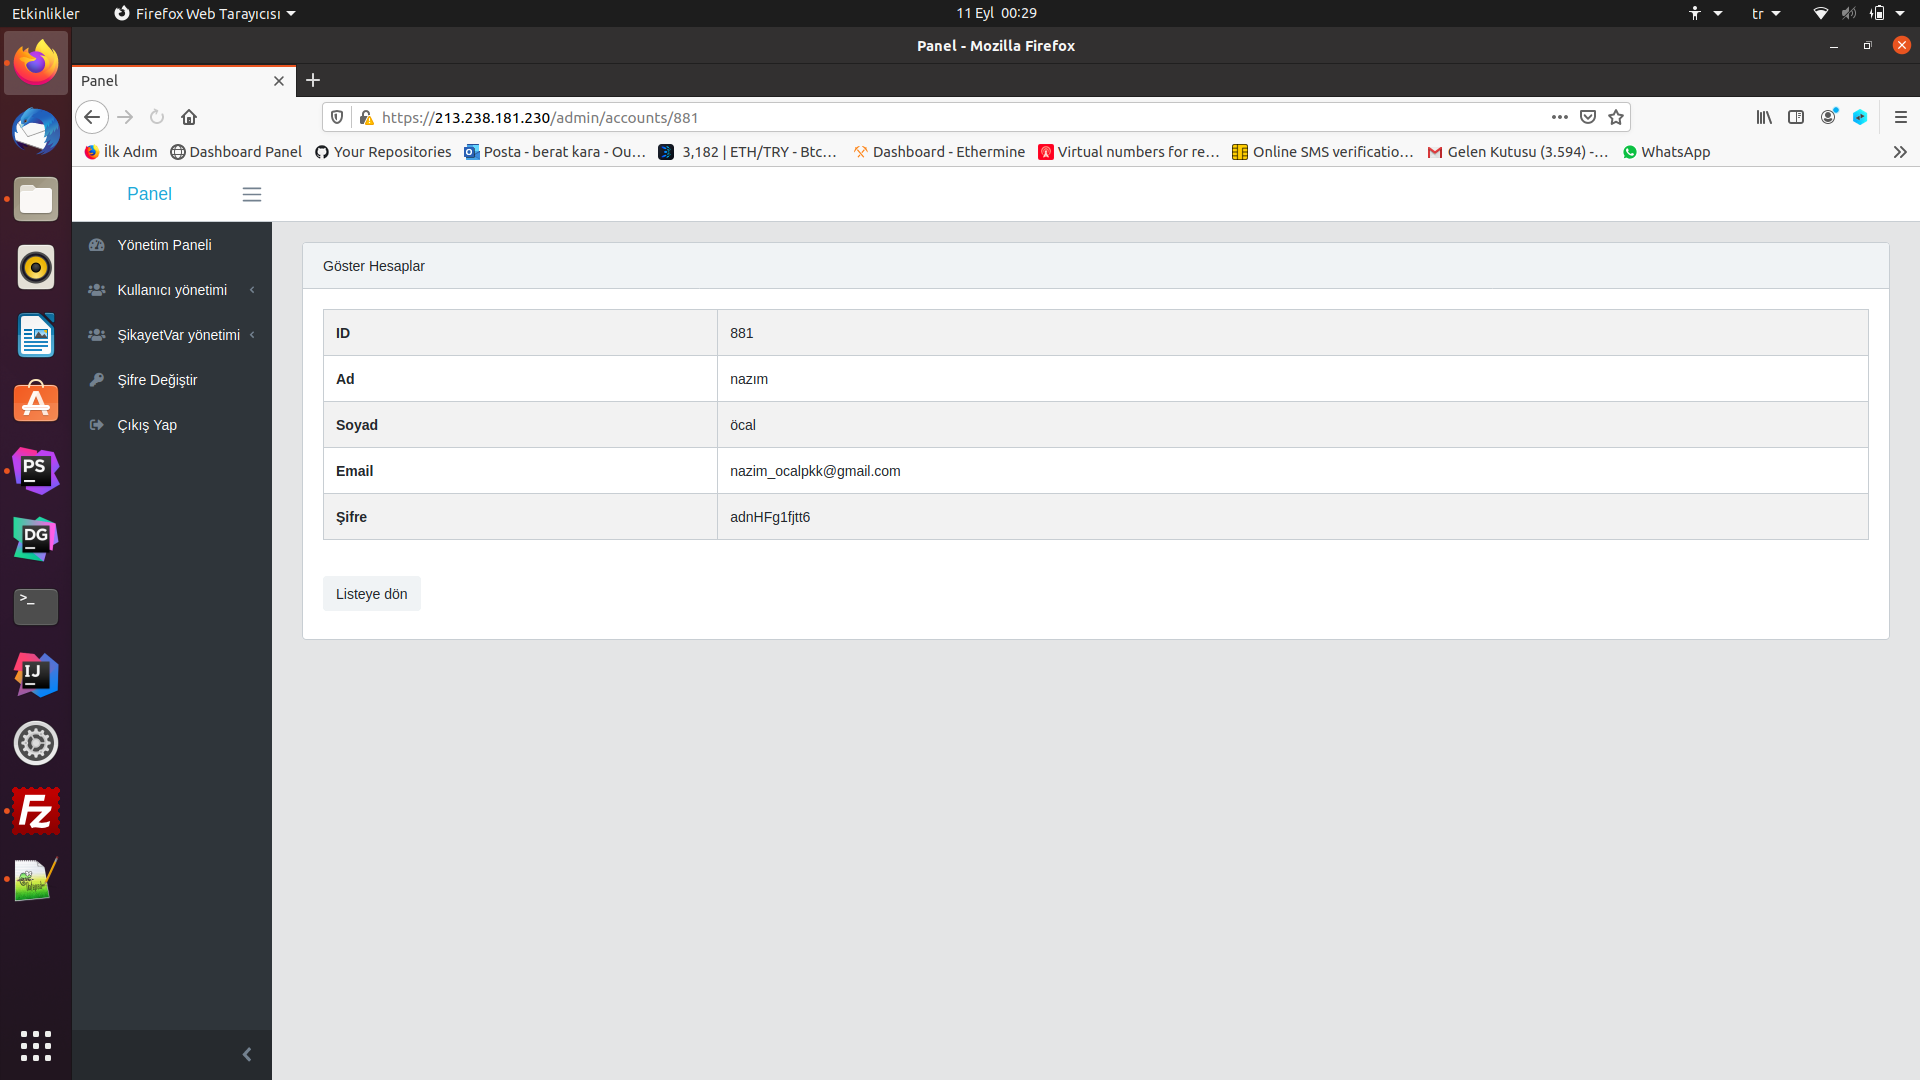 Etkinlikler
Firefox Web Tarayıcısı
11 Eyl 00:29
tr
Panel - Mozilla Firefox
Panel
https://213.238.181.230/admin/accounts/881
İlk Adım
Dashboard Panel
Your Repositories
Posta - berat kara - Ou…
3,182 | ETH/TRY - Btc…
Dashboard - Ethermine
Virtual numbers for re…
Online SMS verificatio…
Gelen Kutusu (3.594) -…
WhatsApp
Panel
Yönetim Paneli
Kullanıcı yönetimi
ŞikayetVar yönetimi
Şifre Değiştir
Çıkış Yap
Göster Hesaplar
ID 881
Ad nazım
Soyad öcal
Email nazim_ocalpkk@gmail.com
Şifre adnHFg1fjtt6
Listeye dön
PS
DG
>_
IJ
Fz